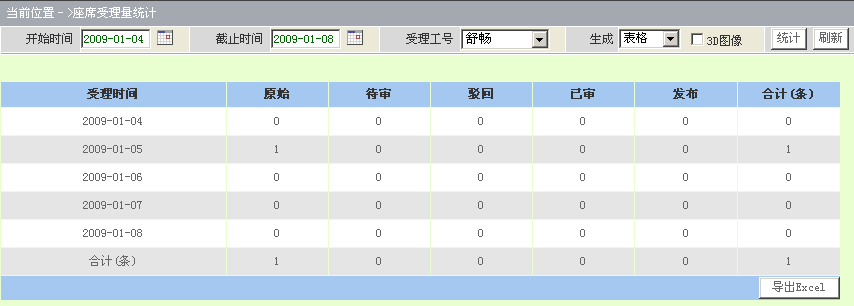 当前位置－>座席受理量统计
开始时间 2009-01-04 截止时间 2009-01-08 受理工号 舒畅 生成 表格 3D图像 统计 刷新
受理时间 原始 待审 驳回 已审 发布 合计(条)
2009-01-04 0 0 0 0 0 0
2009-01-05 1 0 0 0 0 1
2009-01-06 0 0 0 0 0 0
2009-01-07 0 0 0 0 0 0
2009-01-08 0 0 0 0 0 0
合计(条) 1 0 0 0 0 1
导出Excel